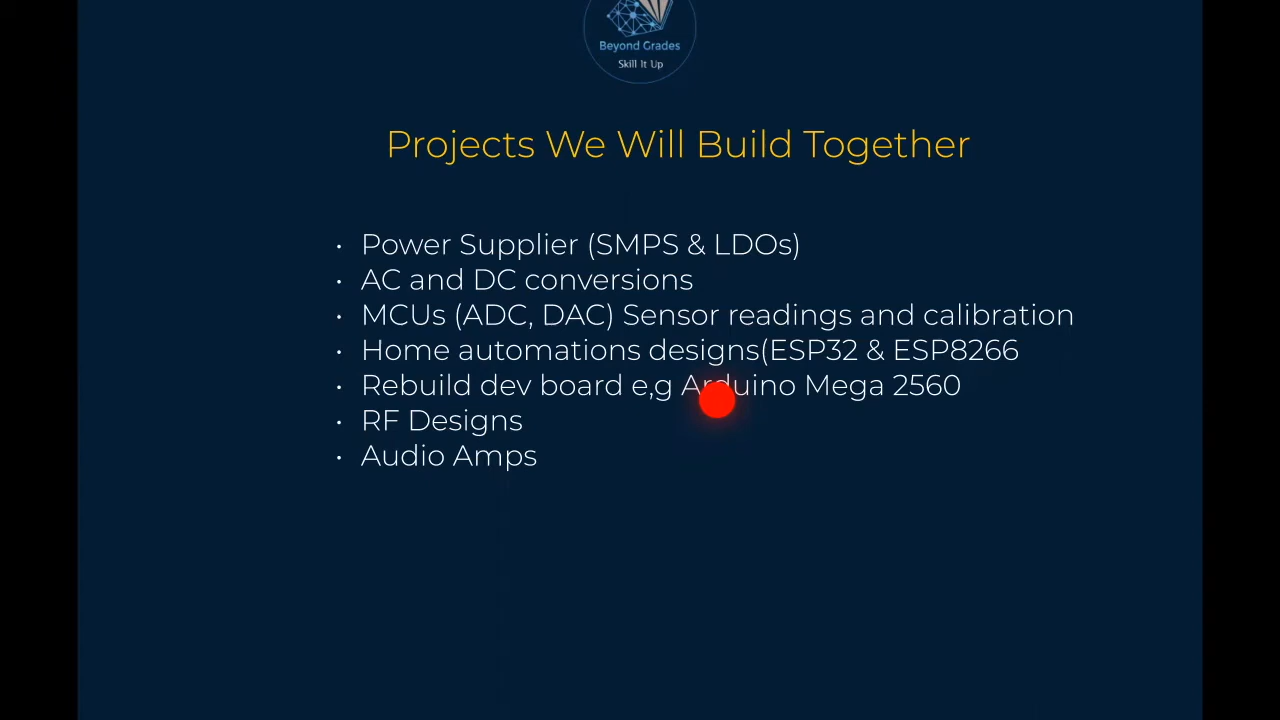 Beyond Grades
Skill It Up
Projects We Will Build Together
• Power Supplier (SMPS & LDOs)
• AC and DC conversions
• MCUs (ADC, DAC) Sensor readings and calibration
• Home automations designs(ESP32 & ESP8266
• Rebuild dev board e,g Arduino Mega 2560
• RF Designs
• Audio Amps